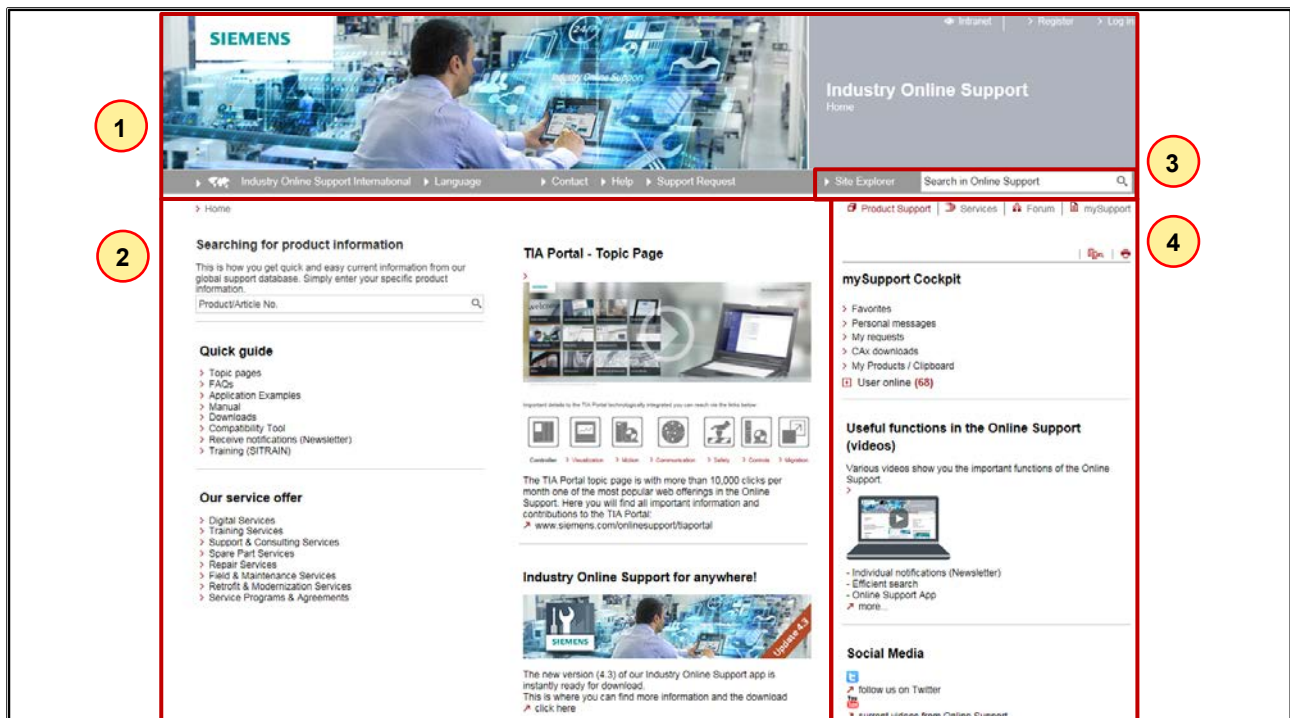 SIEMENS
24h
Industry Online Support
Intranet
Register
Log in
Industry Online Support
Home
1
3
Industry Online Support International
Language
Contact
Help
Support Request
Site Explorer
Search in Online Support
2
4
Home
Product Support
Services
Forum
mySupport
Searching for product information
This is how you get quick and easy current information from our
global support database. Simply enter your specific product
information.
Product/Article No.
Quick guide
Topic pages
FAQs
Application Examples
Manual
Downloads
Compatibility Tool
Receive notifications (Newsletter)
Training (SITRAIN)
Our service offer
Digital Services
Training Services
Support & Consulting Services
Spare Part Services
Repair Services
Field & Maintenance Services
Retrofit & Modernization Services
Service Programs & Agreements
TIA Portal - Topic Page
Important details to the TIA Portal technologically integrated you can reach via the links below:
Controller
Visualization
Motion
Communication
Safety
Controls
Migration
The TIA Portal topic page is with more than 10,000 clicks per
month one of the most popular web offerings in the Online
Support. Here you will find all important information and
contributions to the TIA Portal:
www.siemens.com/onlinesupport/tiaportal
Industry Online Support for anywhere!
SIEMENS
Update 4.3
The new version (4.3) of our Industry Online Support app is
instantly ready for download.
This is where you can find more information and the download
click here
mySupport Cockpit
Favorites
Personal messages
My requests
CAx downloads
My Products / Clipboard
User online (68)
Useful functions in the Online Support
(videos)
Various videos show you the important functions of the Online
Support.
- Individual notifications (Newsletter)
- Efficient search
- Online Support App
more...
Social Media
follow us on Twitter
You
current videos from Online Support